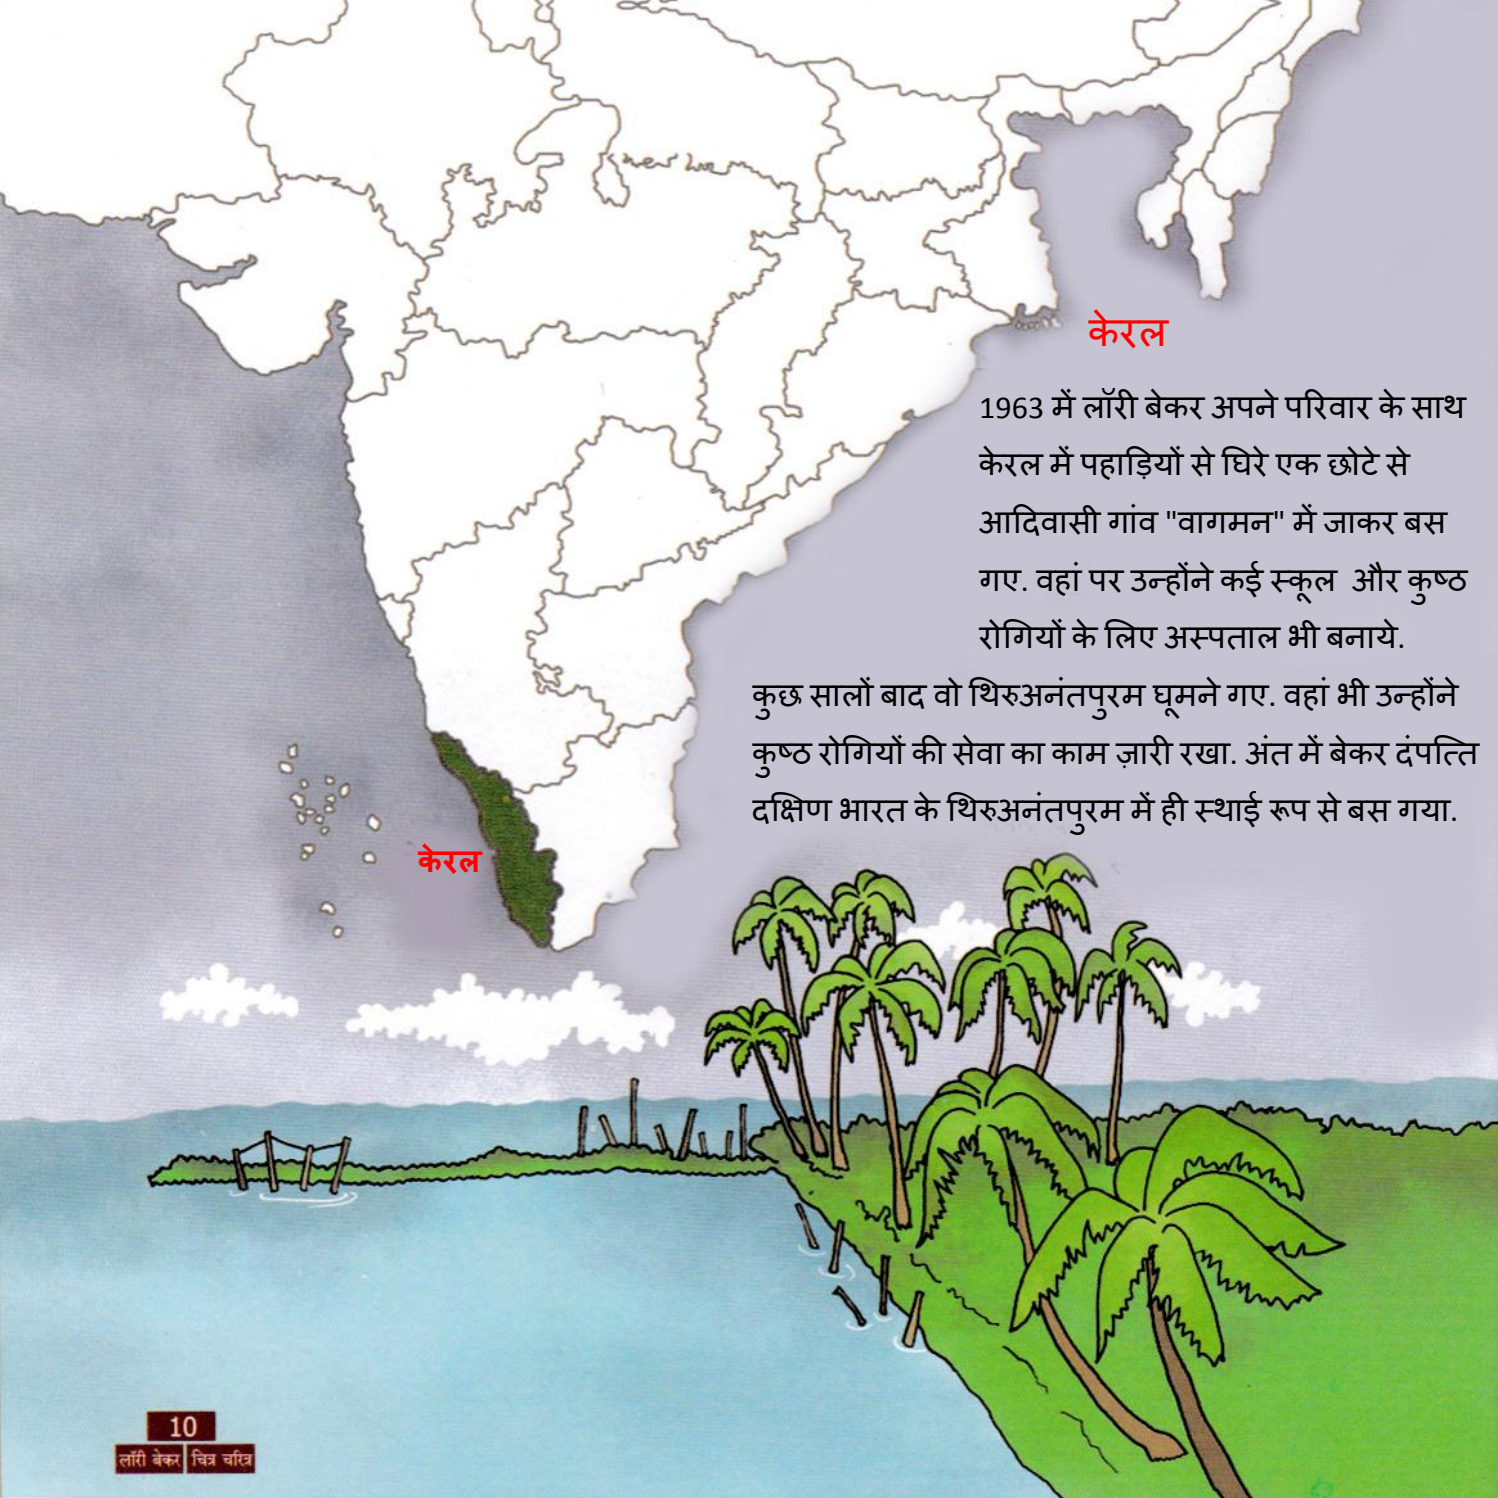 केरल
1963 में लॉरी बेकर अपने परिवार के साथ
केरल में पहाड़ियों से घिरे एक छोटे से
आदिवासी गांव "वागमन" में जाकर बस
गए. वहां पर उन्होंने कई स्कूल  और कुष्ठ
रोगियों के लिए अस्पताल भी बनाये.
कुछ सालों बाद वो थिरुअनंतपुरम घूमने गए. वहां भी उन्होंने
कुष्ठ रोगियों की सेवा का काम ज़ारी रखा. अंत में बेकर दंपत्ति
दक्षिण भारत के थिरुअनंतपुरम में ही स्थाई रूप से बस गया.
केरल
10
लॉरी बेकर चित्र चरित्र